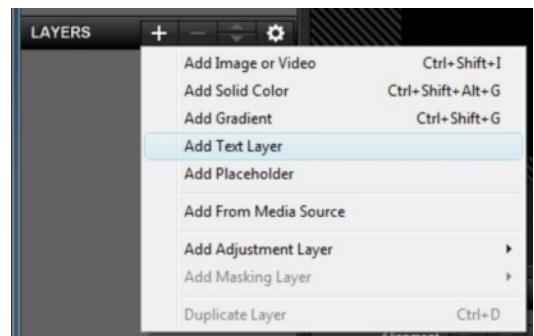 LAYERS
Add Image or Video Ctrl+Shift+I
Add Solid Color Ctrl+Shift+Alt+G
Add Gradient Ctrl+Shift+G
Add Text Layer
Add Placeholder
Add From Media Source
Add Adjustment Layer
Add Masking Layer
Duplicate Layer Ctrl+D